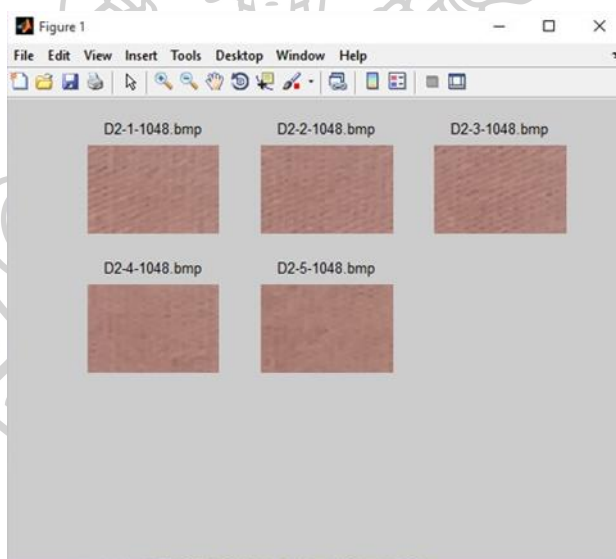 Figure 1
File Edit View Insert Tools Desktop Window Help
D2-1-1048.bmp D2-2-1048.bmp D2-3-1048.bmp
D2-4-1048.bmp D2-5-1048.bmp